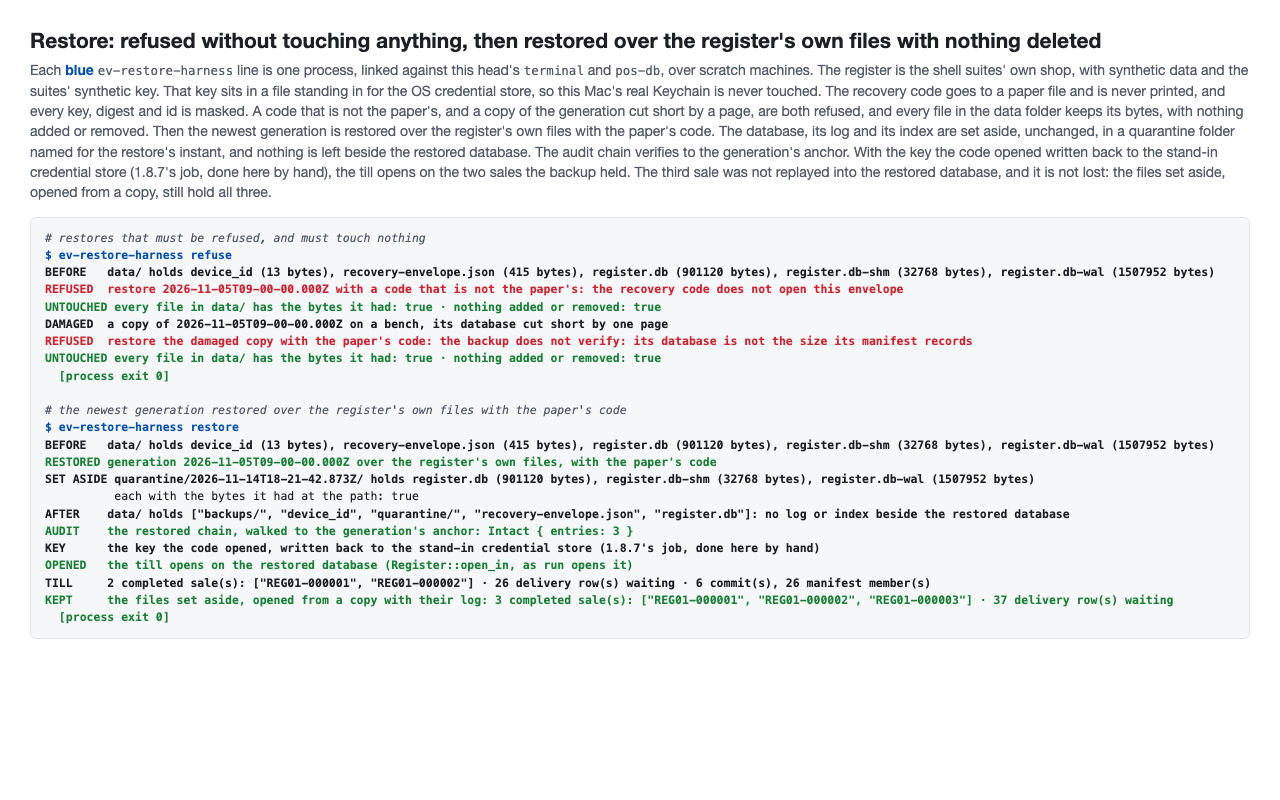 Restore: refused without touching anything, then restored over the register's own files with nothing deleted
Each blue ev-restore-harness line is one process, linked against this head's terminal and pos-db, over scratch machines. The register is the shell suites' own shop, with synthetic data and the
suites' synthetic key. That key sits in a file standing in for the OS credential store, so this Mac's real Keychain is never touched. The recovery code goes to a paper file and is never printed, and
every key, digest and id is masked. A code that is not the paper's, and a copy of the generation cut short by a page, are both refused, and every file in the data folder keeps its bytes, with nothing
added or removed. Then the newest generation is restored over the register's own files with the paper's code. The database, its log and its index are set aside, unchanged, in a quarantine folder
named for the restore's instant, and nothing is left beside the restored database. The audit chain verifies to the generation's anchor. With the key the code opened written back to the stand-in
credential store (1.8.7's job, done here by hand), the till opens on the two sales the backup held. The third sale was not replayed into the restored database, and it is not lost: the files set aside,
opened from a copy, still hold all three.
# restores that must be refused, and must touch nothing
$ ev-restore-harness refuse
BEFORE data/ holds device_id (13 bytes), recovery-envelope.json (415 bytes), register.db (901120 bytes), register.db-shm (32768 bytes), register.db-wal (1507952 bytes)
REFUSED restore 2026-11-05T09-00-00.000Z with a code that is not the paper's: the recovery code does not open this envelope
UNTOUCHED every file in data/ has the bytes it had: true · nothing added or removed: true
DAMAGED a copy of 2026-11-05T09-00-00.000Z on a bench, its database cut short by one page
REFUSED restore the damaged copy with the paper's code: the backup does not verify: its database is not the size its manifest records
UNTOUCHED every file in data/ has the bytes it had: true · nothing added or removed: true
[process exit 0]
# the newest generation restored over the register's own files with the paper's code
$ ev-restore-harness restore
BEFORE data/ holds device_id (13 bytes), recovery-envelope.json (415 bytes), register.db (901120 bytes), register.db-shm (32768 bytes), register.db-wal (1507952 bytes)
RESTORED generation 2026-11-05T09-00-00.000Z over the register's own files, with the paper's code
SET ASIDE quarantine/2026-11-14T18-21-42.873Z/ holds register.db (901120 bytes), register.db-shm (32768 bytes), register.db-wal (1507952 bytes)
each with the bytes it had at the path: true
AFTER data/ holds ["backups/", "device_id", "quarantine/", "recovery-envelope.json", "register.db"]: no log or index beside the restored database
AUDIT the restored chain, walked to the generation's anchor: Intact { entries: 3 }
KEY the key the code opened, written back to the stand-in credential store (1.8.7's job, done here by hand)
OPENED the till opens on the restored database (Register::open_in, as run opens it)
TILL 2 completed sale(s): ["REG01-000001", "REG01-000002"] · 26 delivery row(s) waiting · 6 commit(s), 26 manifest member(s)
KEPT the files set aside, opened from a copy with their log: 3 completed sale(s): ["REG01-000001", "REG01-000002", "REG01-000003"] · 37 delivery row(s) waiting
[process exit 0]